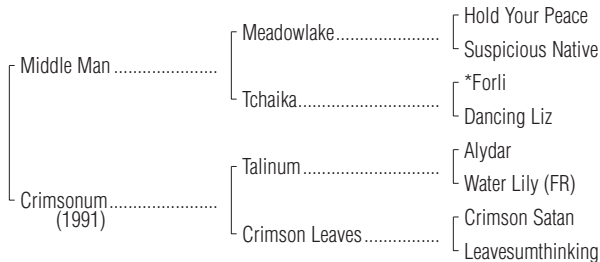 Hold Your Peace
Meadowlake
Suspicious Native
Middle Man
*Forli
Tchaika
Dancing Liz
Alydar
Talinum
Water Lily (FR)
Crimsonum
(1991)
Crimson Satan
Crimson Leaves
Leavesumthinking